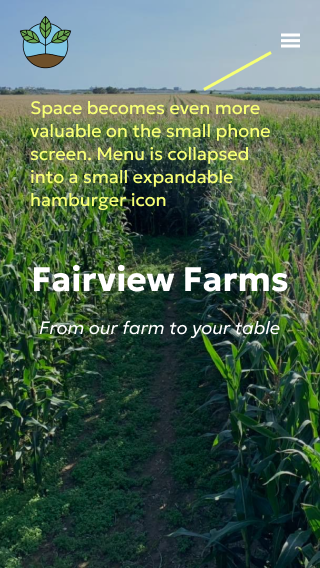 Space becomes even more
valuable on the small phone
screen. Menu is collapsed
into a small expandable
hamburger icon
Fairview Farms
From our farm to your table